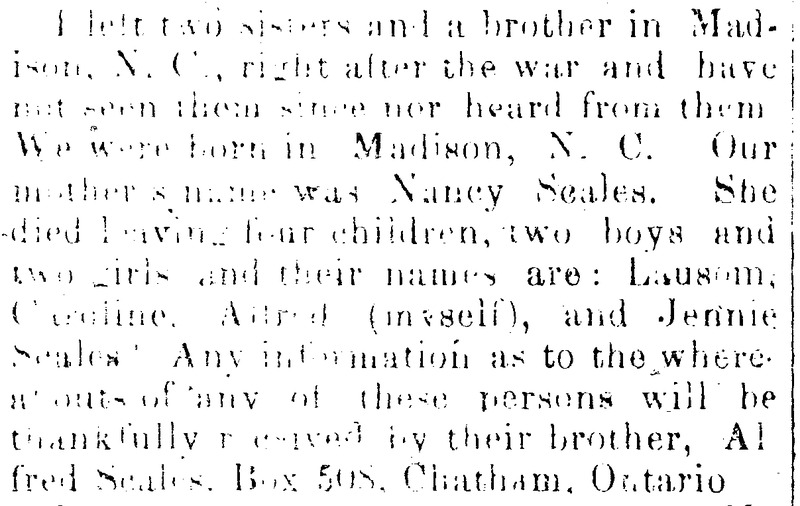 I left two sisters and a brother in Mad-
ison, N. C., right after the war and have
not seen them since nor heard from them
We were born in Madison, N. C. Our
mother's name was Nancy Scales. She
died leaving four children, two boys and
two girls and their names are: Lausom,
Caroline, Alfred (myself), and Jennie
Scales. Any information as to the where-
abouts of any of these persons will be
thankfully received by their brother, Al
fred Scales, Box 508, Chatham, Ontario